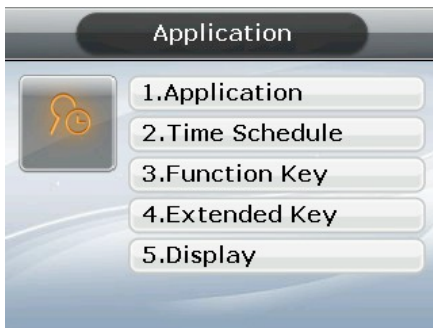 Application
1.Application
2.Time Schedule
3.Function Key
4.Extended Key
5.Display